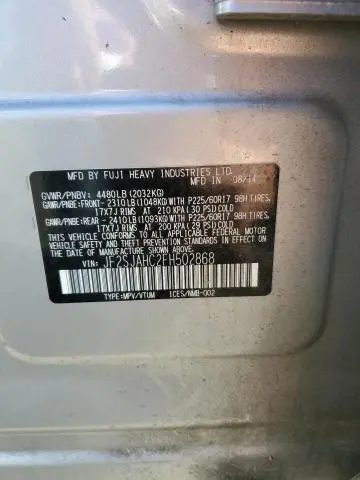 MFD BY FUJI HEAVY INDUSTRIES LTD.
MFD IN 08/14
GVWR/PNBV: 4480LB(2032KG)
GAWR/PNBE:FRONT- 2310LB(1048KG)WITH P225/60R17 98H TIRES,
17X7J RIMS AT 210 KPA/30 PSI COLD
GAWR/PNBE:REAR - 2410LB(1093KG)WITH P225/60R17 98H TIRES,
17X7J RIMS AT 200 KPA/29 PSI COLD
THIS VEHICLE CONFORMS TO ALL APPLICABLE
FEDERAL MOTOR VEHICLE SAFETY, BUMPER, AND
THEFT PREVENTION STANDARDS IN EFFECT ON
THE DATE OF MANUFACTURE SHOWN ABOVE.
VIN: JF2SJAHC2FH502868
TYPE:MPV/VTUM ICES/NMB-002